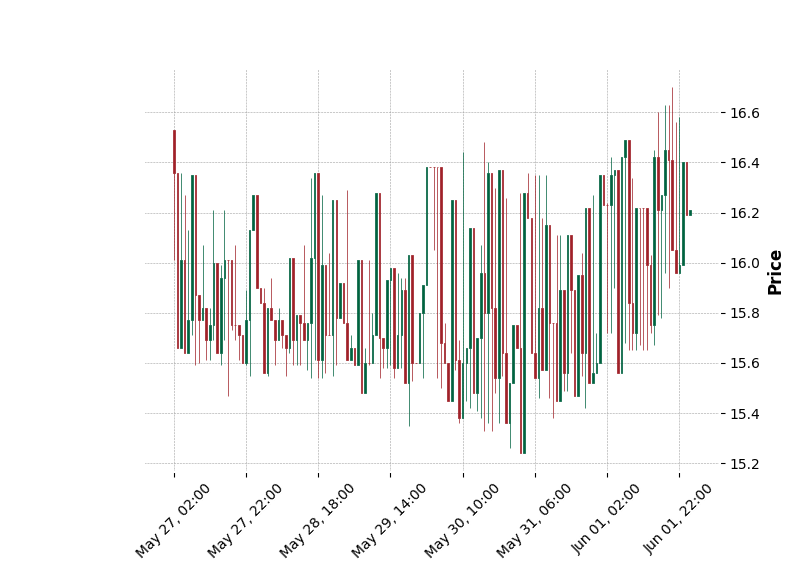 16.6
16.4
16.2
16.0
15.8
15.6
15.4
15.2
Price
May 27, 02:00
May 27, 22:00
May 28, 18:00
May 29, 14:00
May 30, 10:00
May 31, 06:00
Jun 01, 02:00
Jun 01, 22:00